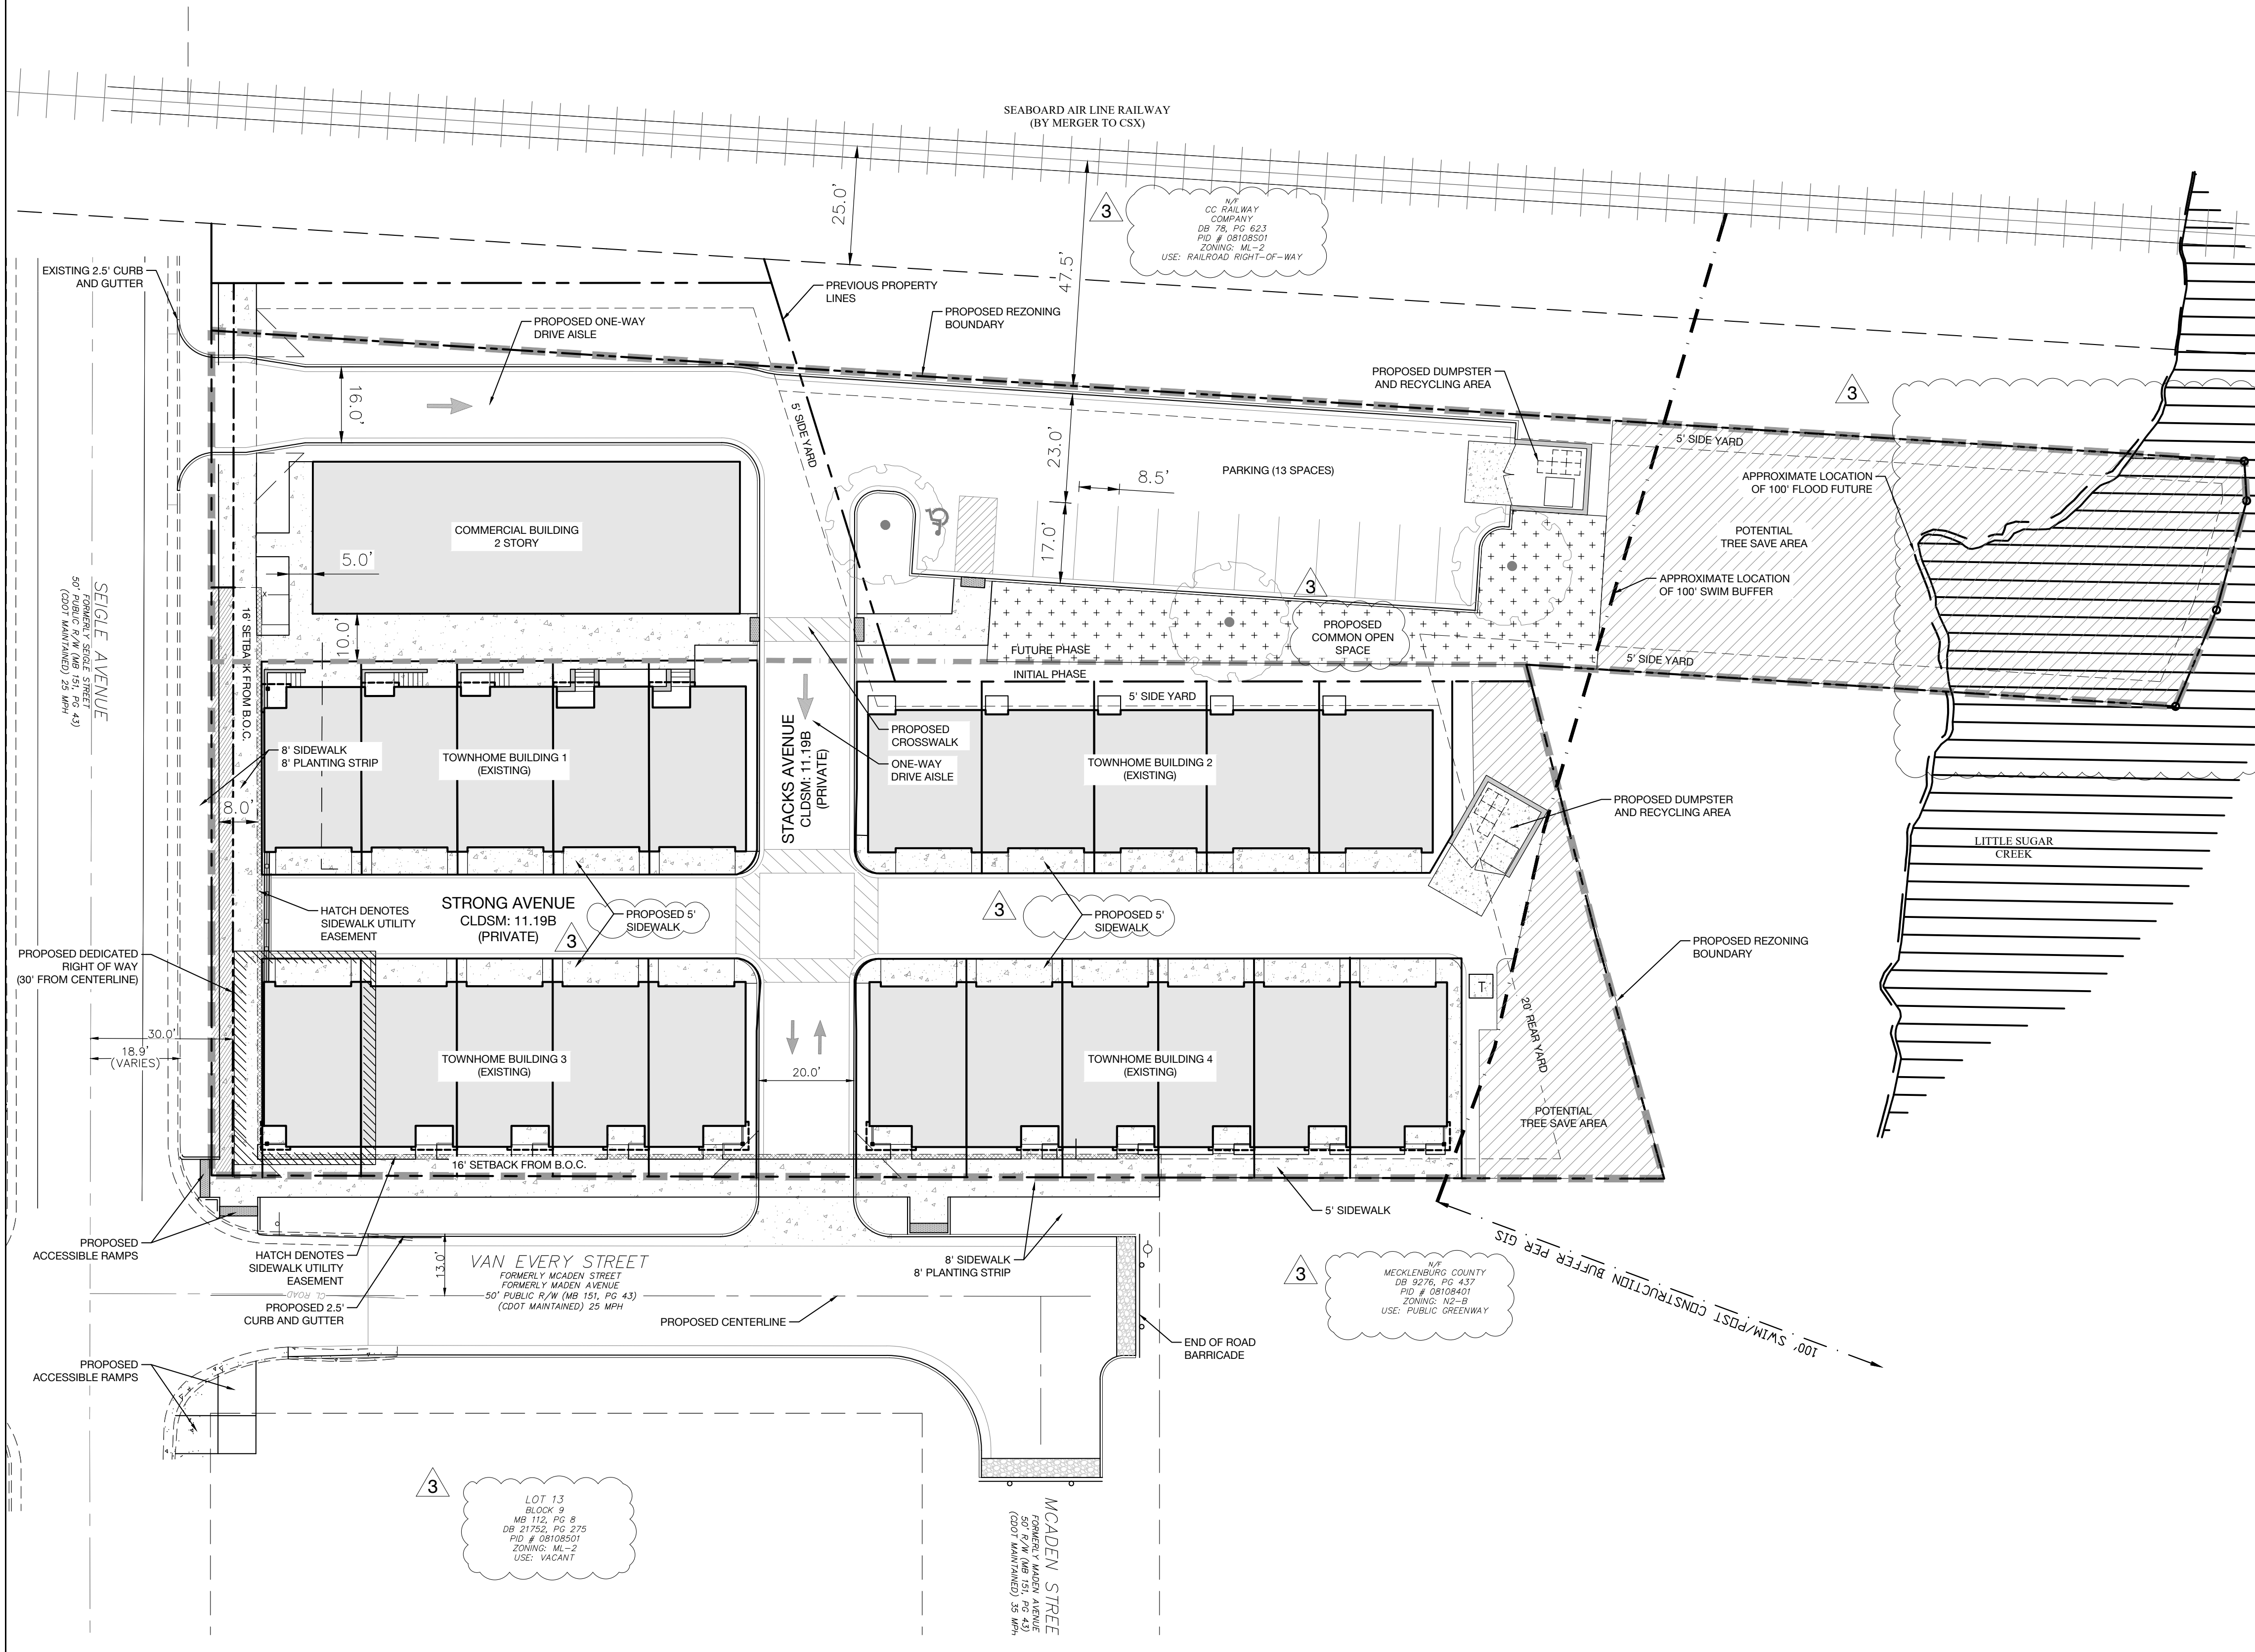 SEABOARD AIR LINE RAILWAY
(BY MERGER TO CSX)
25.0'
47.5'
3
N/F
CC RAILWAY
COMPANY
DB 78, PG 623
PID # 08108S01
ZONING: ML-2
USE: RAILROAD RIGHT-OF-WAY
EXISTING 2.5' CURB
AND GUTTER
PREVIOUS PROPERTY
LINES
PROPOSED ONE-WAY
DRIVE AISLE
PROPOSED REZONING
BOUNDARY
PROPOSED DUMPSTER
AND RECYCLING AREA
3
19.0'
5' SIDE YARD
23.0'
8.5'
PARKING (13 SPACES)
5' SIDE YARD
APPROXIMATE LOCATION
OF 100' FLOOD FUTURE
COMMERCIAL BUILDING
2 STORY
5.0'
17.0'
POTENTIAL
TREE SAVE AREA
3
APPROXIMATE LOCATION
OF 100' SWIM BUFFER
SEIGLE AVENUE
FORMERLY SEIGLE STREET
50' PUBLIC R/W (MB 151, PG 43)
(CDOT MAINTAINED) 25 MPH
x
16' SETBACK FROM B.O.C.
10.0'
PROPOSED
COMMON OPEN
SPACE
FUTURE PHASE
INITIAL PHASE
5' SIDE YARD
5' SIDE YARD
8' SIDEWALK
8' PLANTING STRIP
TOWNHOME BUILDING 1
(EXISTING)
STACKS AVENUE
CLDSM: 11.19B
(PRIVATE)
PROPOSED
CROSSWALK
ONE-WAY
DRIVE AISLE
TOWNHOME BUILDING 2
(EXISTING)
8.0'
PROPOSED DUMPSTER
AND RECYCLING AREA
LITTLE SUGAR
CREEK
HATCH DENOTES
SIDEWALK UTILITY
EASEMENT
STRONG AVENUE
CLDSM: 11.19B
(PRIVATE)
3
PROPOSED 5'
SIDEWALK
3
PROPOSED 5'
SIDEWALK
PROPOSED REZONING
BOUNDARY
PROPOSED DEDICATED
RIGHT OF WAY
(30' FROM CENTERLINE)
T
20' REAR YARD
30.0'
18.9'
(VARIES)
TOWNHOME BUILDING 3
(EXISTING)
20.0'
TOWNHOME BUILDING 4
(EXISTING)
POTENTIAL
TREE SAVE AREA
16' SETBACK FROM B.O.C.
5' SIDEWALK
PROPOSED
ACCESSIBLE RAMPS
HATCH DENOTES
SIDEWALK UTILITY
EASEMENT
13.0'
VAN EVERY STREET
FORMERLY MCADEN STREET
FORMERLY MADEN AVENUE
50' PUBLIC R/W (MB 151, PG 43)
(CDOT MAINTAINED) 25 MPH
8' SIDEWALK
8' PLANTING STRIP
3
N/F
MECKLENBURG COUNTY
DB 9276, PG 437
PID # 08108401
ZONING: N2-B
USE: PUBLIC GREENWAY
100' SWIM/POST CONSTRUCTION BUFFER PER GIS
CL ROAD
PROPOSED 2.5'
CURB AND GUTTER
PROPOSED CENTERLINE
END OF ROAD
BARRICADE
PROPOSED
ACCESSIBLE RAMPS
3
LOT 13
BLOCK 9
MB 112, PG 8
DB 21752, PG 275
PID # 08108501
ZONING: ML-2
USE: VACANT
MCADEN STREE
FORMERLY MADEN AVENUE
50' R/W (MB 151, PG 43)
(CDOT MAINTAINED) 35 MPH